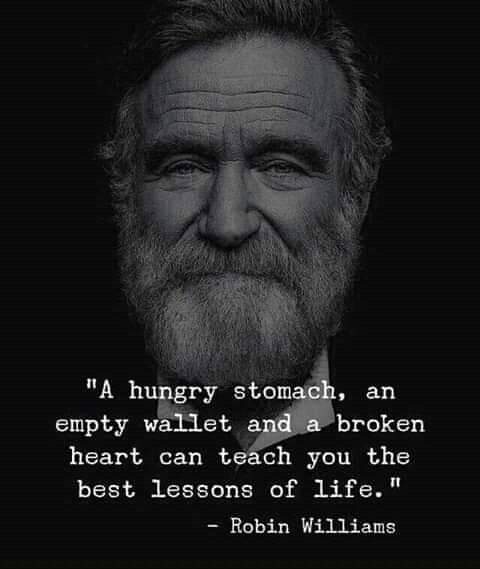 "A hungry stomach, an
empty wallet and a broken
heart can teach you the
best lessons of life."
– Robin Williams